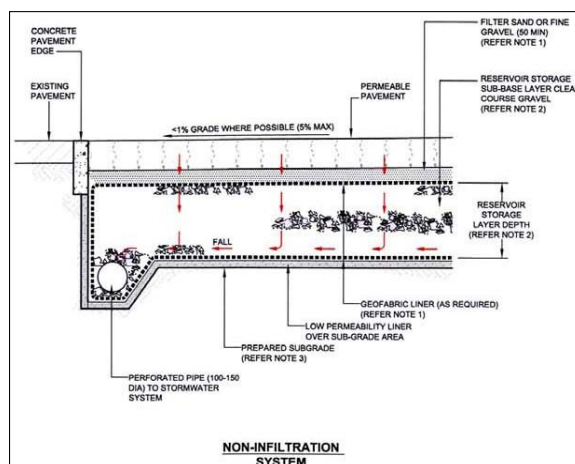 CONCRETE
PAVEMENT
EDGE
EXISTING
PAVEMENT
<1% GRADE WHERE POSSIBLE (5% MAX)
PERMEABLE
PAVEMENT
FILTER SAND OR FINE
GRAVEL (50 MIN)
(REFER NOTE 1)
RESERVOIR STORAGE
SUB-BASE LAYER CLEA
COURSE GRAVEL
(REFER NOTE 2)
RESERVOIR
STORAGE
LAYER DEPTH
(REFER NOTE 2)
FALL
GEOFABRIC LINER (AS REQUIRED)
(REFER NOTE 1)
LOW PERMEABILITY LINER
OVER SUB-GRADE AREA
PREPARED SUBGRADE
(REFER NOTE 3)
PERFORATED PIPE (100-150
DIA) TO STORMWATER
SYSTEM
NON-INFILTRATION
SYSTEM